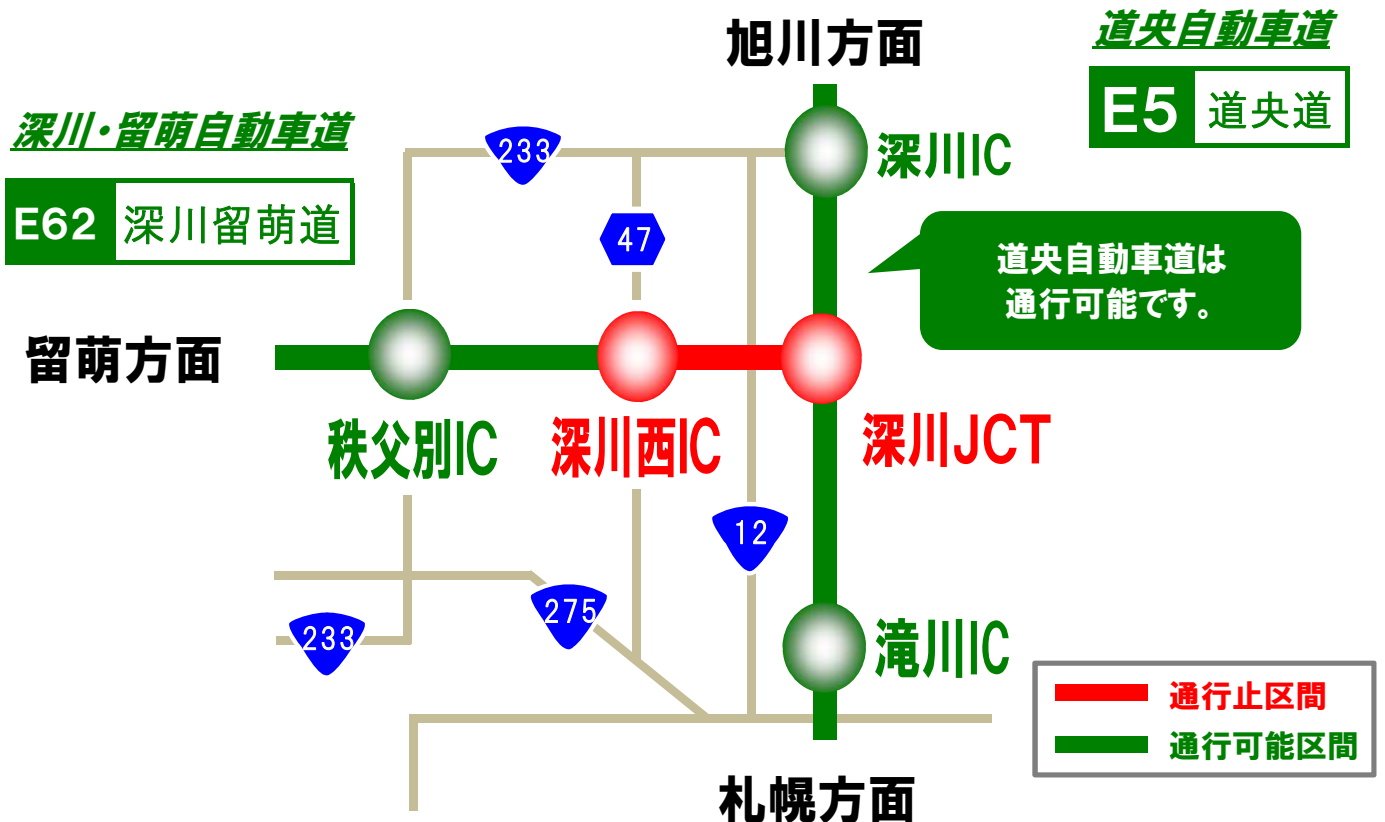 旭川方面
道央自動車道
E5 道央道
深川・留萌自動車道
E62 深川留萌道
233
深川IC
47
道央自動車道は
通行可能です。
留萌方面
秩父別IC
深川西IC
深川JCT
12
275
233
滝川IC
通行止区間
通行可能区間
札幌方面